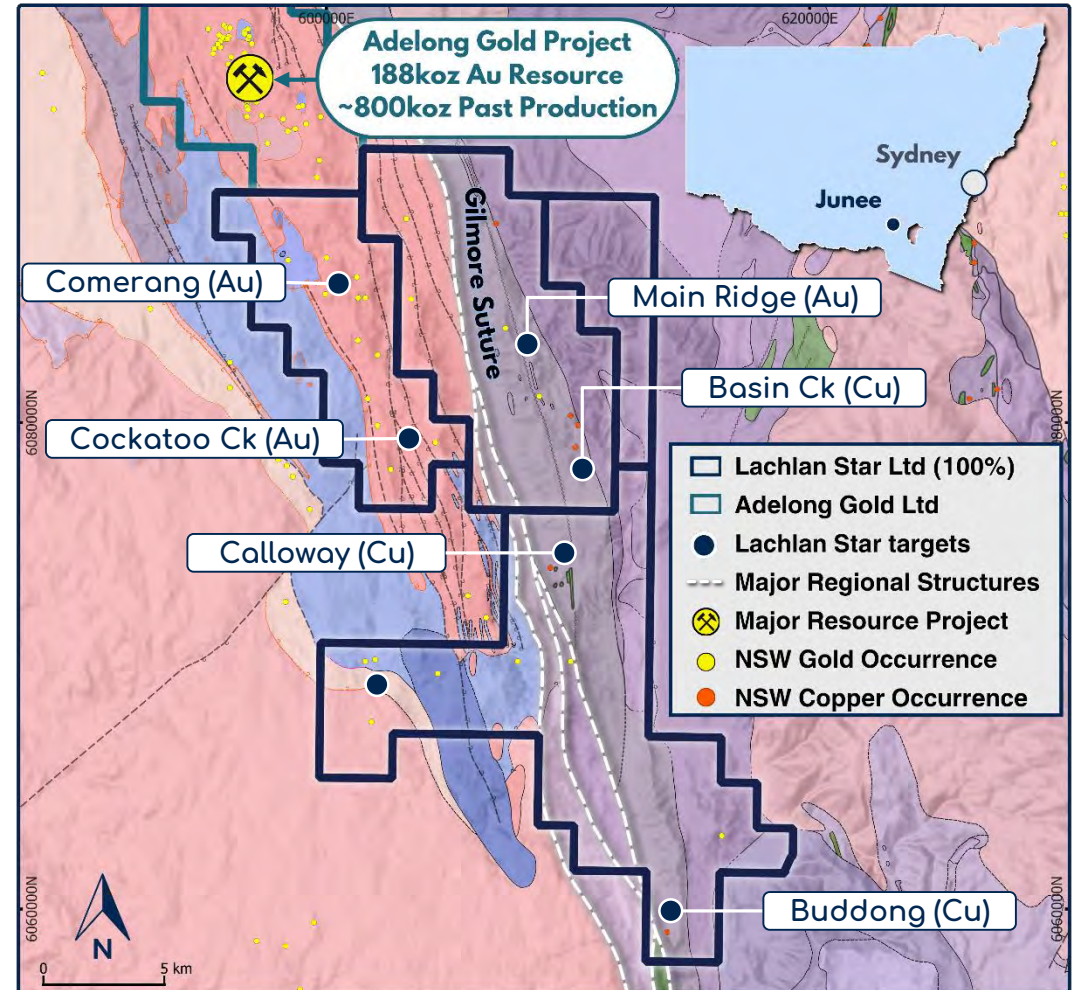 600000E
620000E
Adelong Gold Project
188koz Au Resource
~800koz Past Production
Sydney
Junee
Gilmore Suture
Comerang (Au)
Main Ridge (Au)
Basin Ck (Cu)
Cockatoo Ck (Au)
6080000N
Calloway (Cu)
Lachlan Star Ltd (100%)
Adelong Gold Ltd
Lachlan Star targets
Major Regional Structures
Major Resource Project
NSW Gold Occurrence
NSW Copper Occurrence
Buddong (Cu)
6060000N
6060000N
N
0 5 km